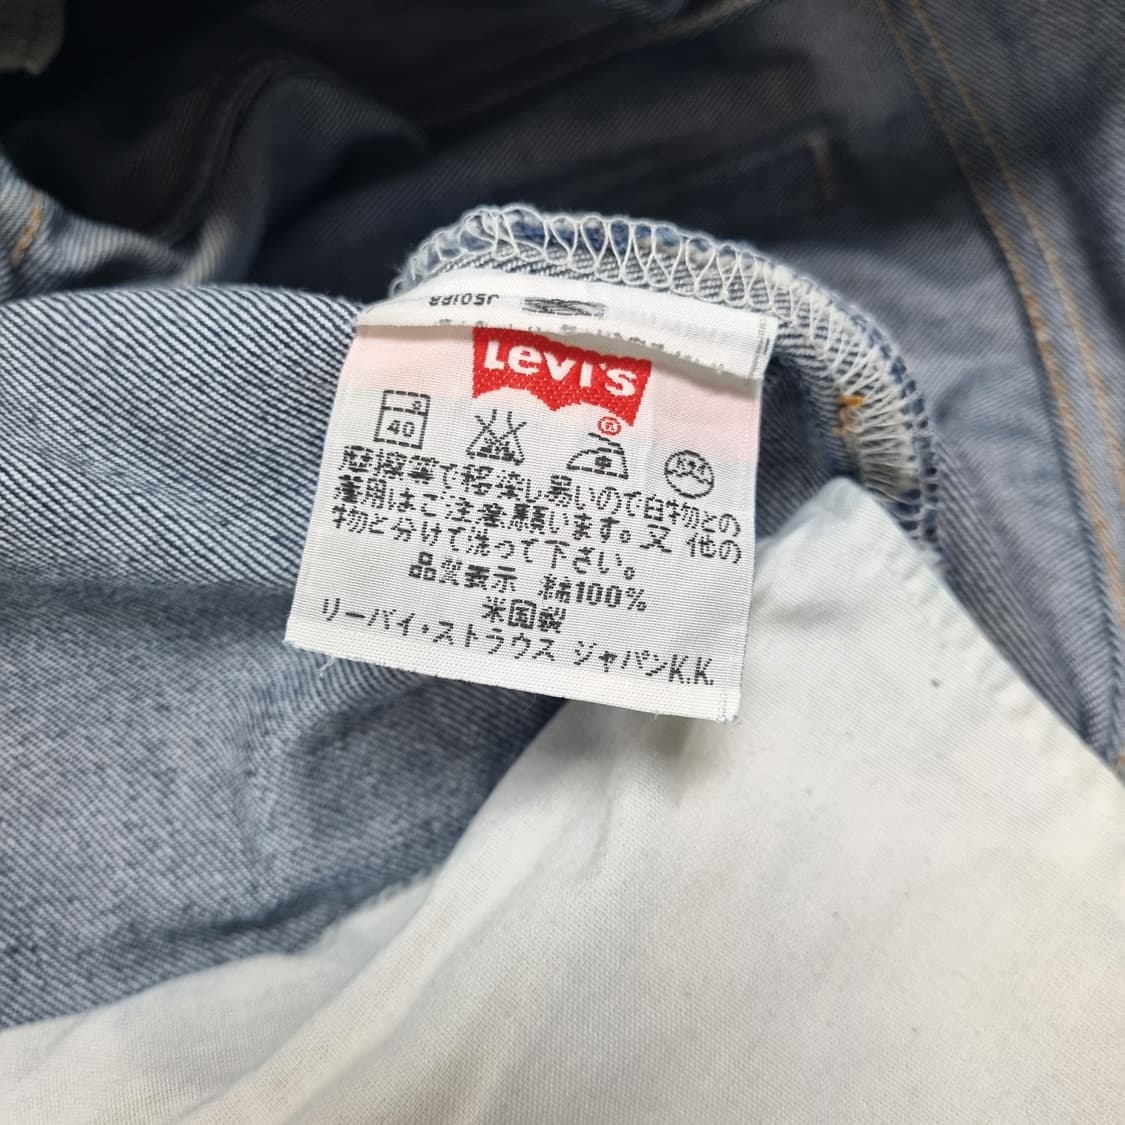 J501ER
Levi's
®
40
摩擦等で移染し易いので白物との
着用はご注意願います。又 他の
物と分けて洗って下さい。
品質表示 綿100%
米国製
リーバイ・ストラウス ジャパンK.K.